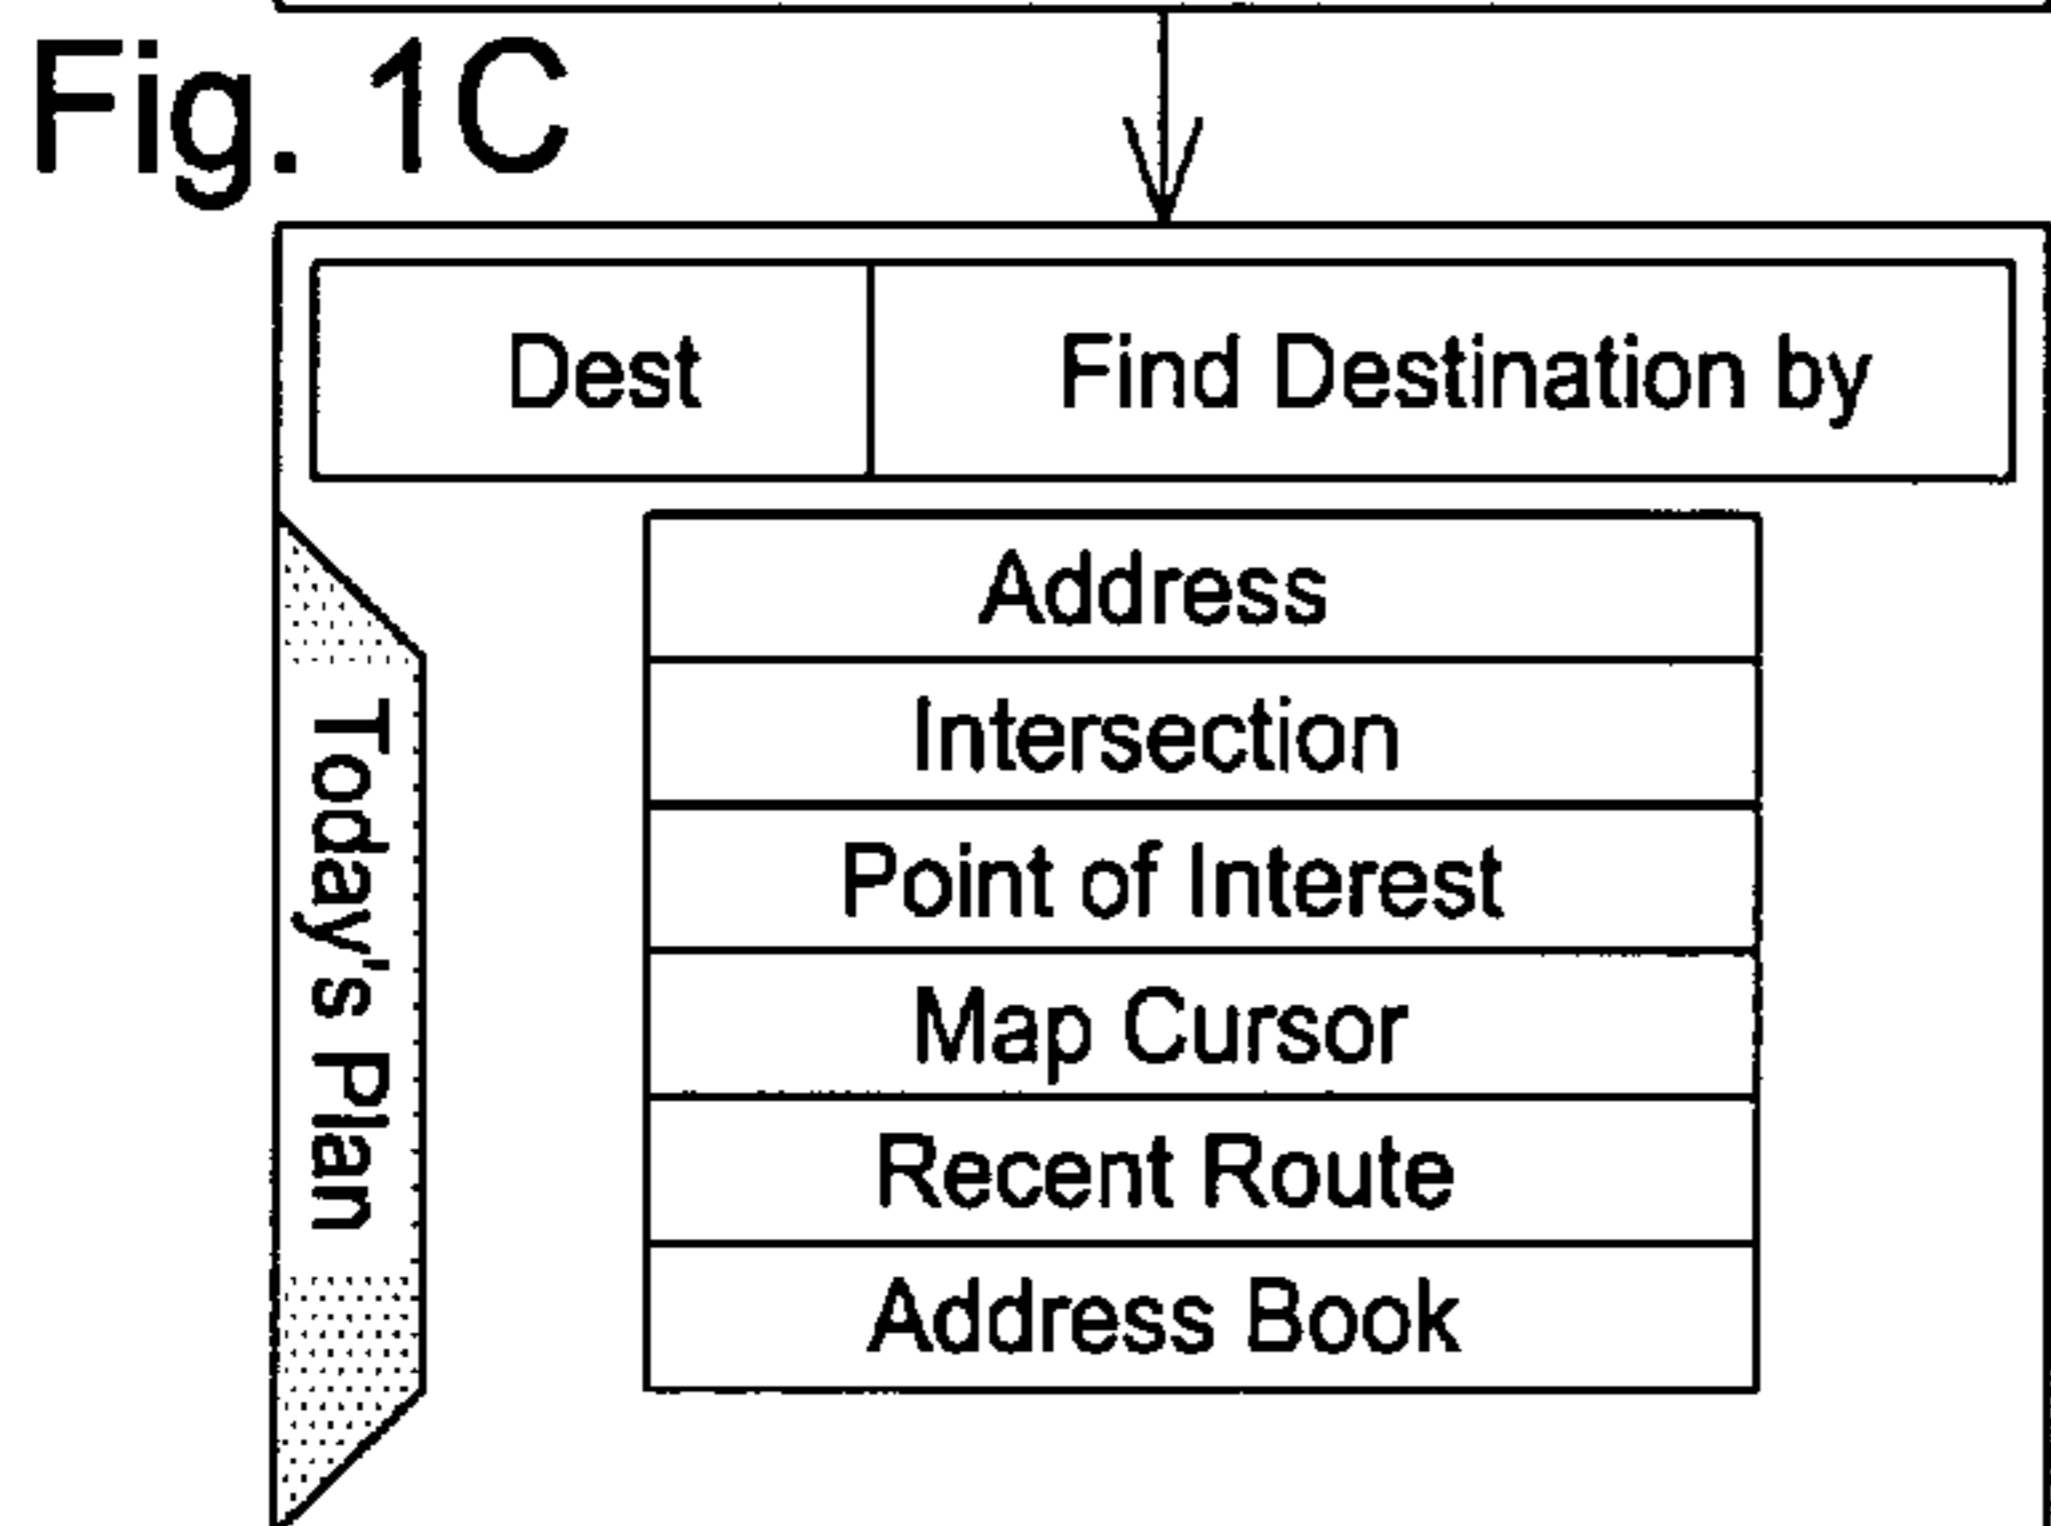 Fig. 1C
Dest
Find Destination by
Today's Plan
Address
Intersection
Point of Interest
Map Cursor
Recent Route
Address Book